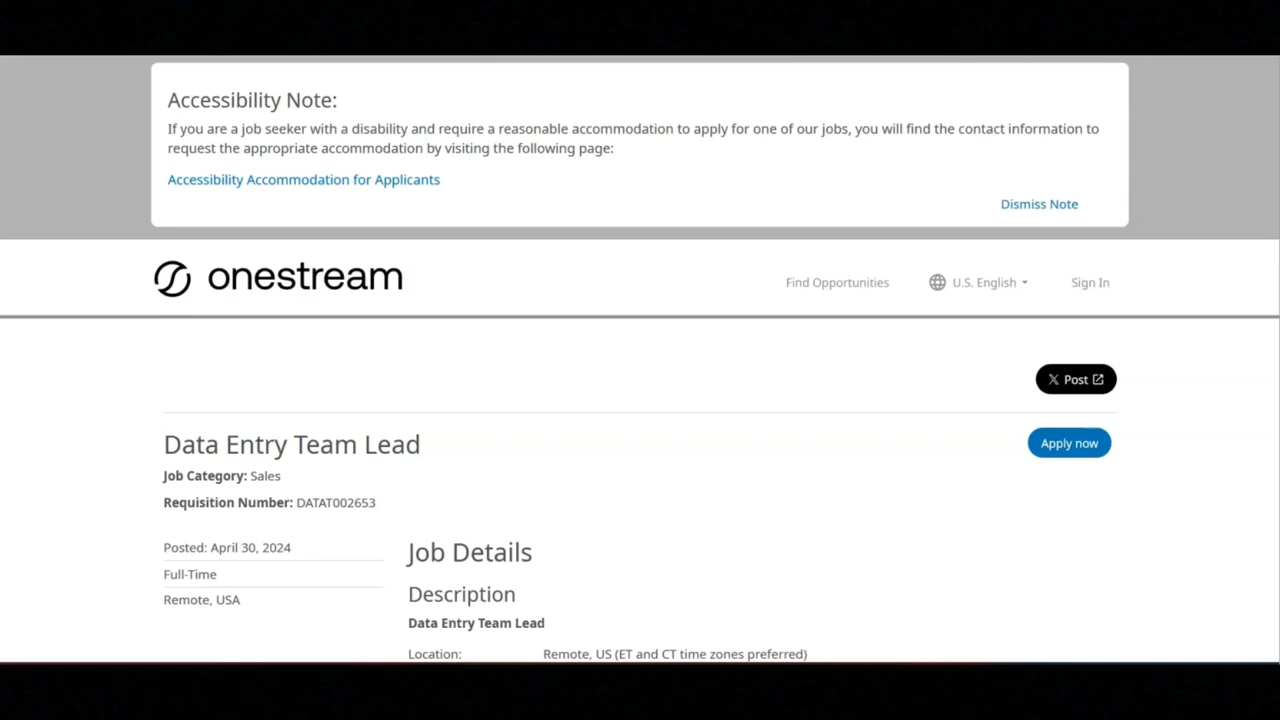 Accessibility Note:
If you are a job seeker with a disability and require a reasonable accommodation to apply for one of our jobs, you will find the contact information to
request the appropriate accommodation by visiting the following page:
Accessibility Accommodation for Applicants
Dismiss Note
onestream
Find Opportunities
U.S. English
Sign In
X Post
Data Entry Team Lead
Apply now
Job Category: Sales
Requisition Number: DATAT002653
Posted: April 30, 2024
Full-Time
Remote, USA
Job Details
Description
Data Entry Team Lead
Location: Remote, US (ET and CT time zones preferred)